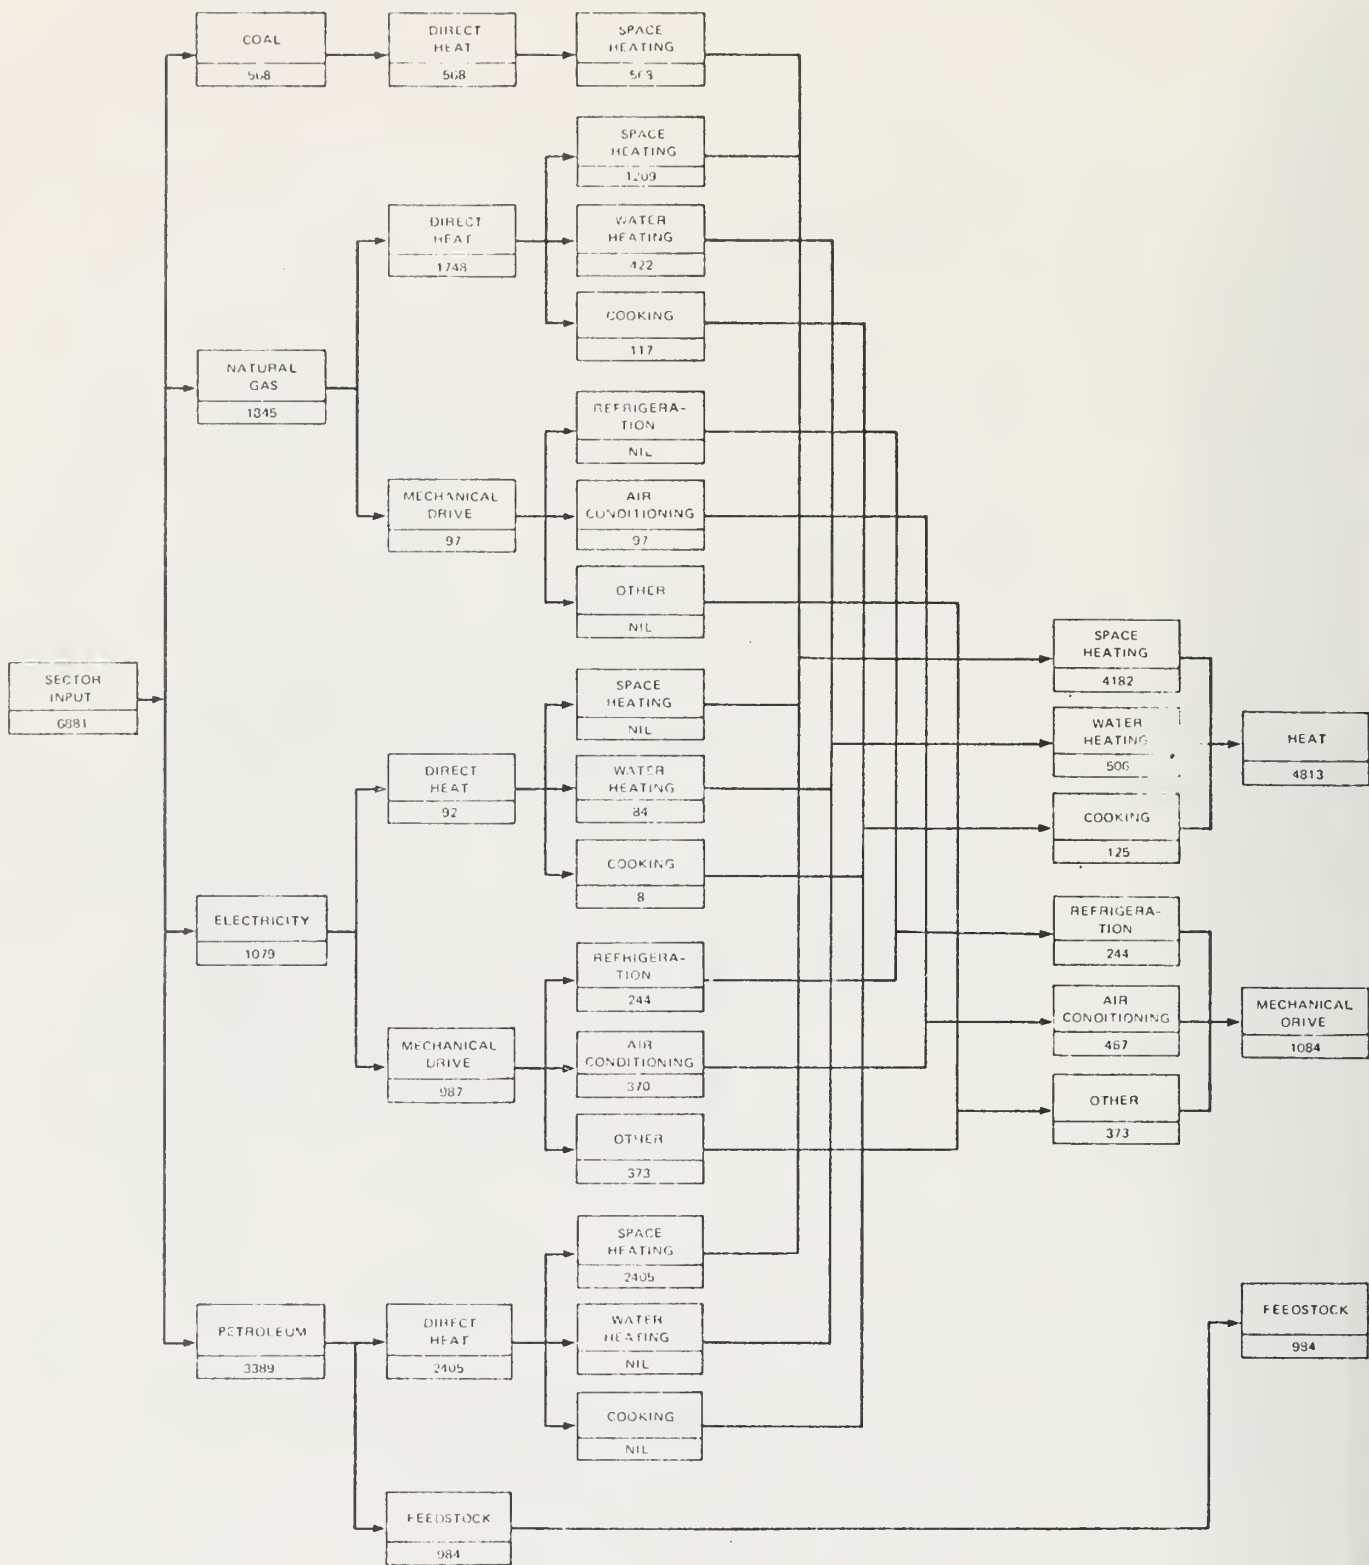 COAL
568
DIRECT
HEAT
568
SPACE
HEATING
568
SPACE
HEATING
1209
DIRECT
HEAT
1748
WATER
HEATING
422
COOKING
117
NATURAL
GAS
1845
REFRIGERA-
TION
NIL
MECHANICAL
DRIVE
97
AIR
CONDITIONING
97
OTHER
NIL
SECTOR
INPUT
6881
SPACE
HEATING
NIL
DIRECT
HEAT
92
WATER
HEATING
84
COOKING
8
ELECTRICITY
1079
REFRIGERA-
TION
244
MECHANICAL
DRIVE
987
AIR
CONDITIONING
370
OTHER
373
SPACE
HEATING
2405
PETROLEUM
3389
DIRECT
HEAT
2405
WATER
HEATING
NIL
COOKING
NIL
FEEDSTOCK
984
SPACE
HEATING
4182
WATER
HEATING
506
COOKING
125
HEAT
4813
REFRIGERA-
TION
244
AIR
CONDITIONING
467
OTHER
373
MECHANICAL
DRIVE
1084
FEEDSTOCK
984